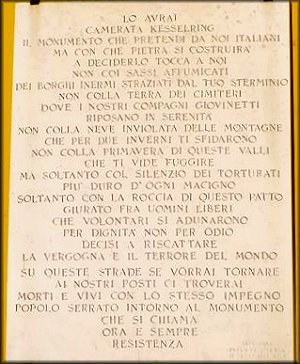 LO AVRAI
CAMERATA KESSELRING
IL MONUMENTO CHE PRETENDI DA NOI ITALIANI
MA CON CHE PIETRA SI COSTRUIRÀ
A DECIDERLO TOCCA A NOI
NON COI SASSI AFFUMICATI
DEI BORGHI INERMI STRAZIATI DAL TUO STERMINIO
NON COLLA TERRA DEI CIMITERI
DOVE I NOSTRI COMPAGNI GIOVINETTI
RIPOSANO IN SERENITÀ
NON COLLA NEVE INVIOLATA DELLE MONTAGNE
CHE PER DUE INVERNI TI SFIDARONO
NON COLLA PRIMAVERA DI QUESTE VALLI
CHE TI VIDE FUGGIRE
MA SOLTANTO COL SILENZIO DEI TORTURATI
PIU' DURO D'OGNI MACIGNO
SOLTANTO CON LA ROCCIA DI QUESTO PATTO
GIURATO FRA UOMINI LIBERI
CHE VOLONTARI SI ADUNARONO
PER DIGNITÀ NON PER ODIO
DECISI A RISCATTARE
LA VERGOGNA E IL TERRORE DEL MONDO
SU QUESTE STRADE SE VORRAI TORNARE
AI NOSTRI POSTI CI TROVERAI
MORTI E VIVI CON LO STESSO IMPEGNO
POPOLO SERRATO INTORNO AL MONUMENTO
CHE SI CHIAMA
ORA E SEMPRE
RESISTENZA